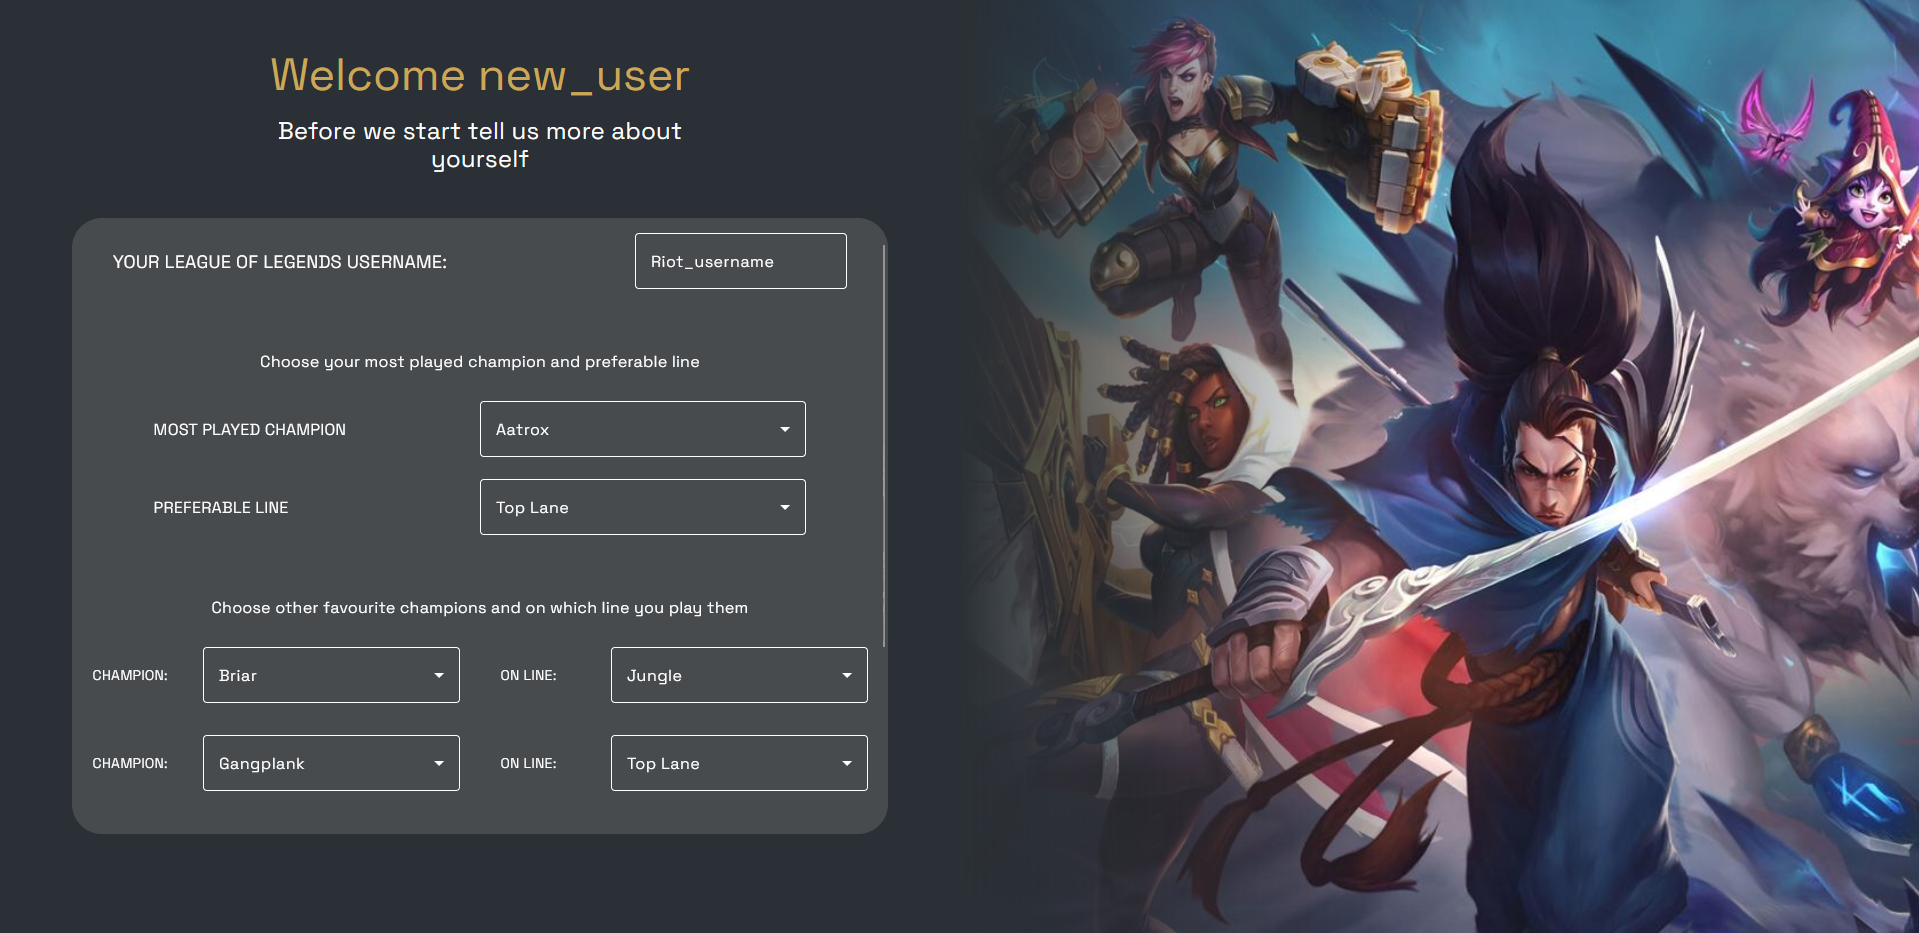 Welcome new_user
Before we start tell us more about
yourself
YOUR LEAGUE OF LEGENDS USERNAME:
Riot_username
Choose your most played champion and preferable line
MOST PLAYED CHAMPION
Aatrox
PREFERABLE LINE
Top Lane
Choose other favourite champions and on which line you play them
CHAMPION:
Briar
ON LINE:
Jungle
CHAMPION:
Gangplank
ON LINE:
Top Lane